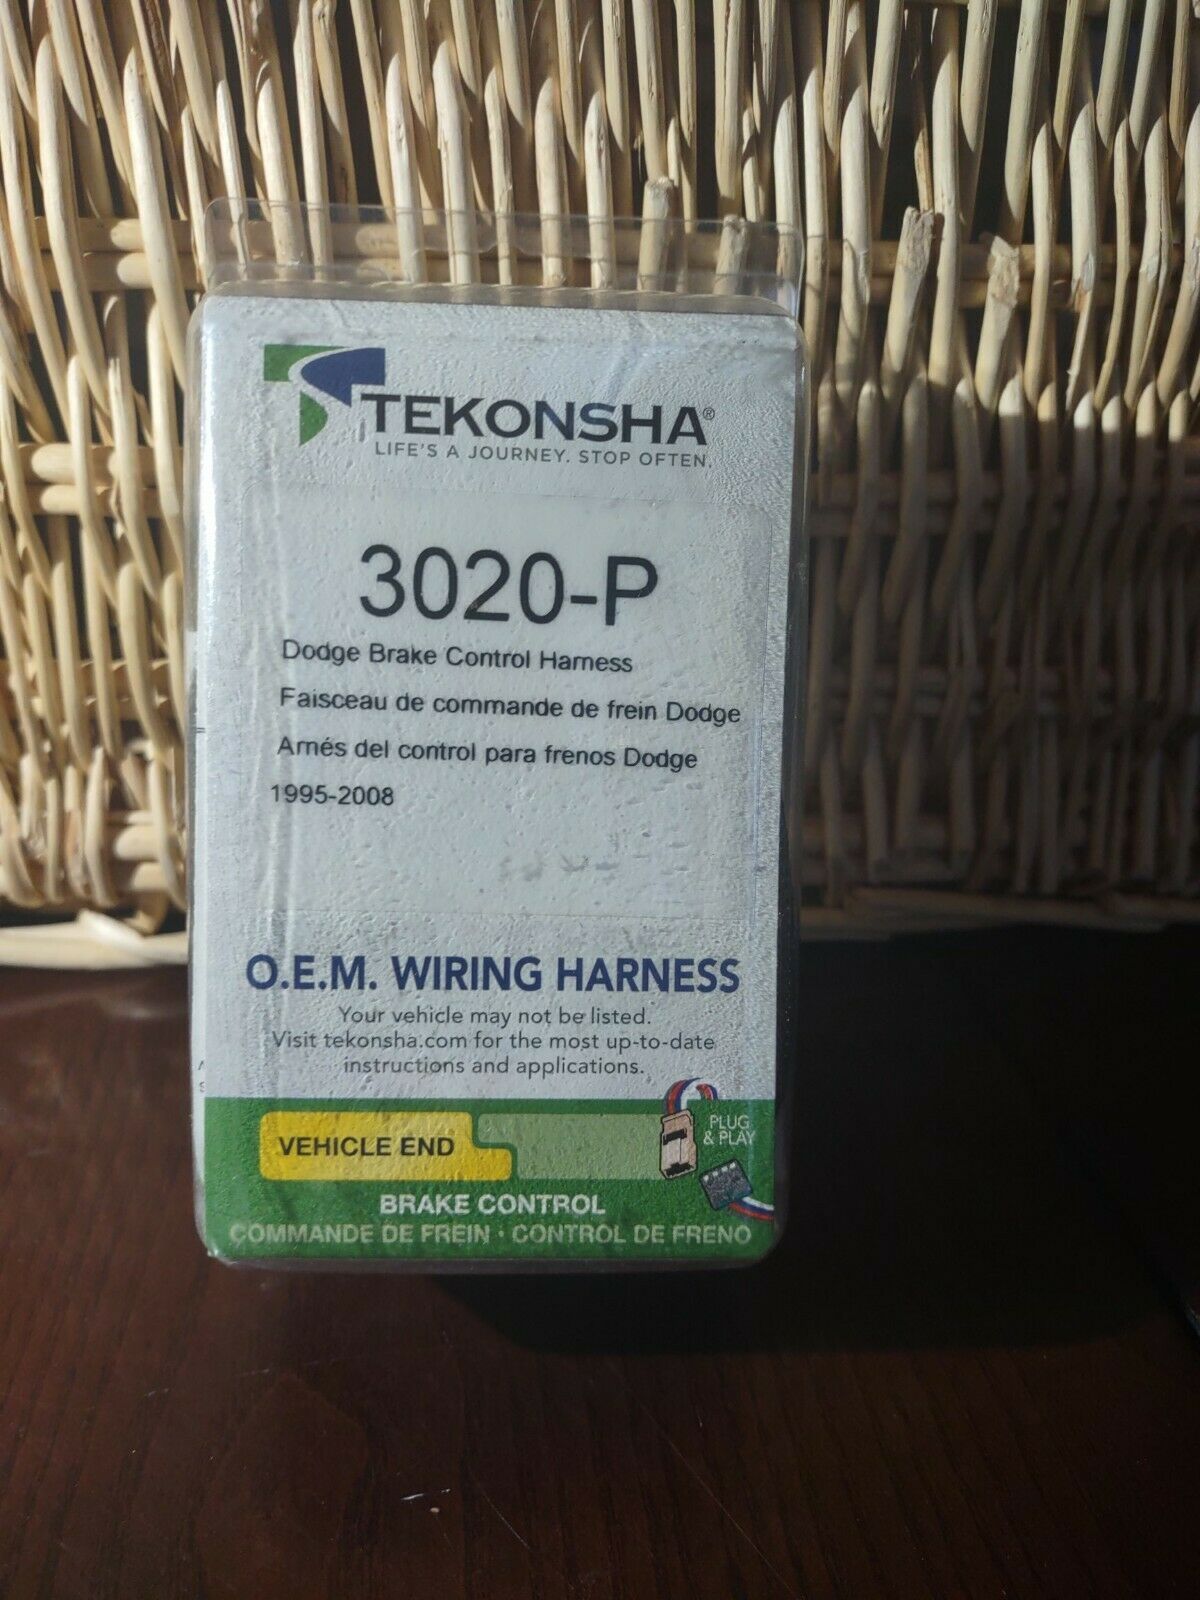 TEKONSHA®
LIFE'S A JOURNEY. STOP OFTEN.
3020-P
Dodge Brake Control Harness
Faisceau de commande de frein Dodge
Arnés del control para frenos Dodge
1995-2008
O.E.M. WIRING HARNESS
Your vehicle may not be listed.
Visit tekonsha.com for the most up-to-date
instructions and applications.
PLUG
& PLAY
VEHICLE END
BRAKE CONTROL
COMMANDE DE FREIN • CONTROL DE FRENO